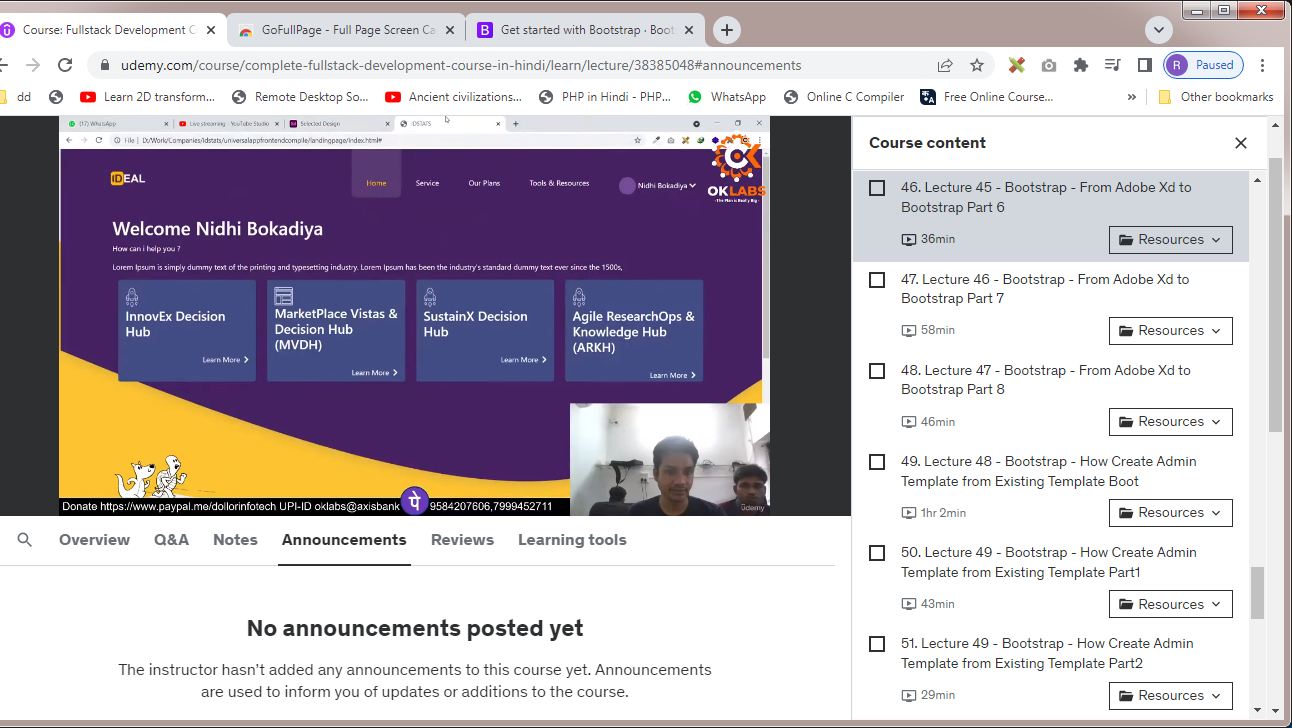 Course: Fullstack Development C
GoFullPage - Full Page Screen Ca
Get started with Bootstrap · Boot
udemy.com/course/complete-fullstack-development-course-in-hindi/learn/lecture/38385048#announcements
R
Paused
dd
Learn 2D transform...
Remote Desktop So...
Ancient civilizations...
PHP in Hindi - PHP...
WhatsApp
Online C Compiler
Free Online Course...
»
Other bookmarks
(17) WhatsApp
Live streaming - YouTube Studio
Selected Design
IDSTATS
File | D:/Work/Companies/idstats/universalappfrontendcompile/landingpage/index.html#
IDEAL
Home
Service
Our Plans
Tools & Resources
Nidhi Bokadiya
OK LABS
-The Plan is Really Big-
Welcome Nidhi Bokadiya
How can i help you ?
Lorem Ipsum is simply dummy text of the printing and typesetting industry. Lorem Ipsum has been the industry's standard dummy text ever since the 1500s,
InnovEx Decision
Hub
Learn More
MarketPlace Vistas &
Decision Hub
(MVDH)
Learn More
SustainX Decision
Hub
Learn More
Agile ResearchOps &
Knowledge Hub
(ARKH)
Learn More
udemy
Donate https://www.paypal.me/dollorinfotech UPI-ID oklabs@axisbank पे 9584207606,7999452711
Overview
Q&A
Notes
Announcements
Reviews
Learning tools
No announcements posted yet
The instructor hasn't added any announcements to this course yet. Announcements
are used to inform you of updates or additions to the course.
Course content
46. Lecture 45 - Bootstrap - From Adobe Xd to
Bootstrap Part 6
36min
Resources
47. Lecture 46 - Bootstrap - From Adobe Xd to
Bootstrap Part 7
58min
Resources
48. Lecture 47 - Bootstrap - From Adobe Xd to
Bootstrap Part 8
46min
Resources
49. Lecture 48 - Bootstrap - How Create Admin
Template from Existing Template Boot
1hr 2min
Resources
50. Lecture 49 - Bootstrap - How Create Admin
Template from Existing Template Part1
43min
Resources
51. Lecture 49 - Bootstrap - How Create Admin
Template from Existing Template Part2
29min
Resources